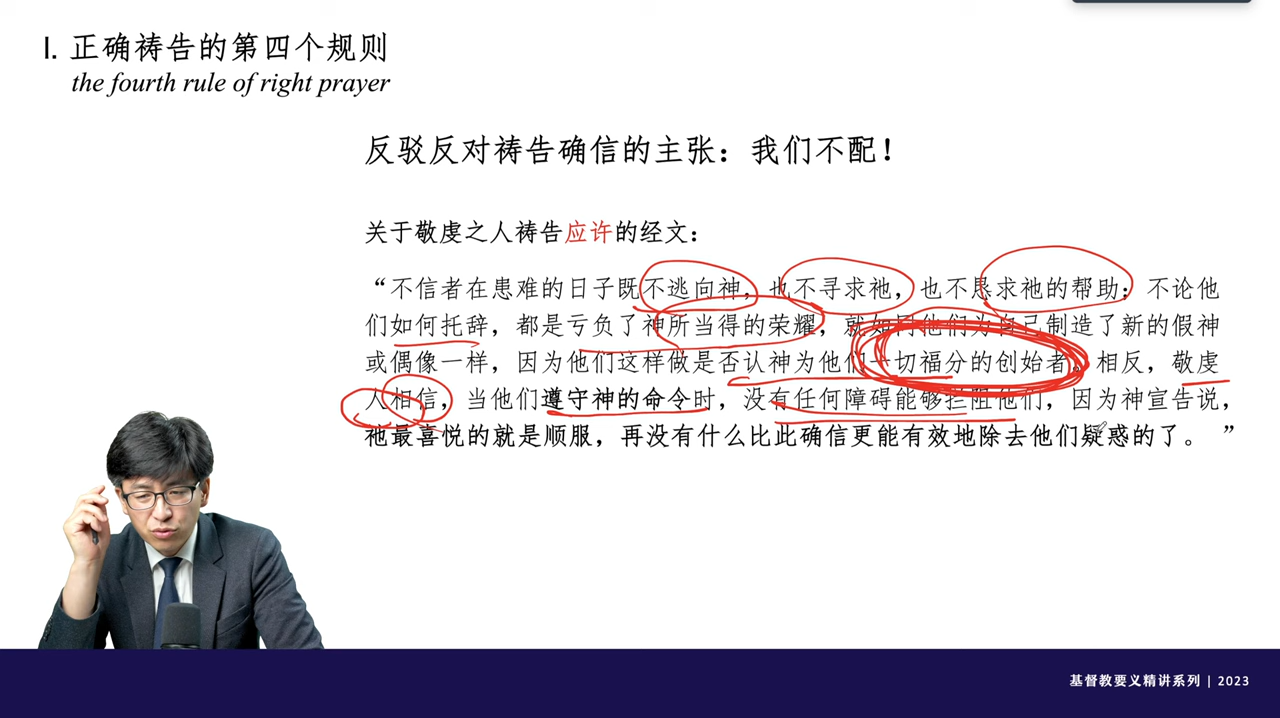 I. 正确祷告的第四个规则
the fourth rule of right prayer
反驳反对祷告确信的主张：我们不配！
关于敬虔之人祷告应许的经文：
“不信者在患难的日子既不逃向神，也不寻求祂，也不恳求祂的帮助；不论他
们如何托辞，都是亏负了神所当得的荣耀，就如同他们为自己制造了新的假神
或偶像一样，因为他们这样做是否认神为他们一切福分的创始者。相反，敬虔
人相信，当他们遵守神的命令时，没有任何障碍能够拦阻他们，因为神宣告说，
祂最喜悦的就是顺服，再没有什么比此确信更能有效地除去他们疑惑的了。”
基督教要义精讲系列 | 2023